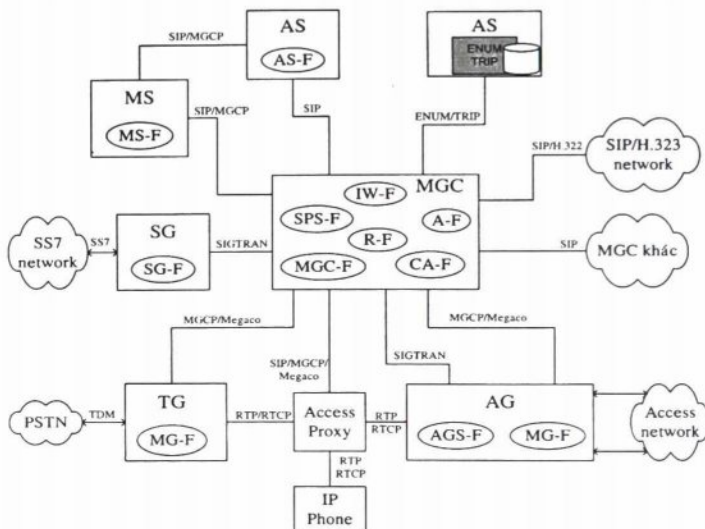 AS
AS-F
AS
ENUM/
TRIP
SIP/MGCP
MS
MS-F
SIP/MGCP
SIP
ENUM/TRIP
SIP/H.322
SIP/H.323
network
IW-F
MGC
SPS-F
A-F
R-F
MGC-F
CA-F
SS7
network
SS7
SG
SG-F
SIGTRAN
SIP
MGC khác
MGCP/Megaco
SIP/MGCP/
Megaco
SIGTRAN
MGCP/Megaco
PSTN
TDM
TG
MG-F
RTP/RTCP
Access
Proxy
RTP
RTCP
AG
AGS-F
MG-F
Access
network
RTP
RTCP
IP
Phone